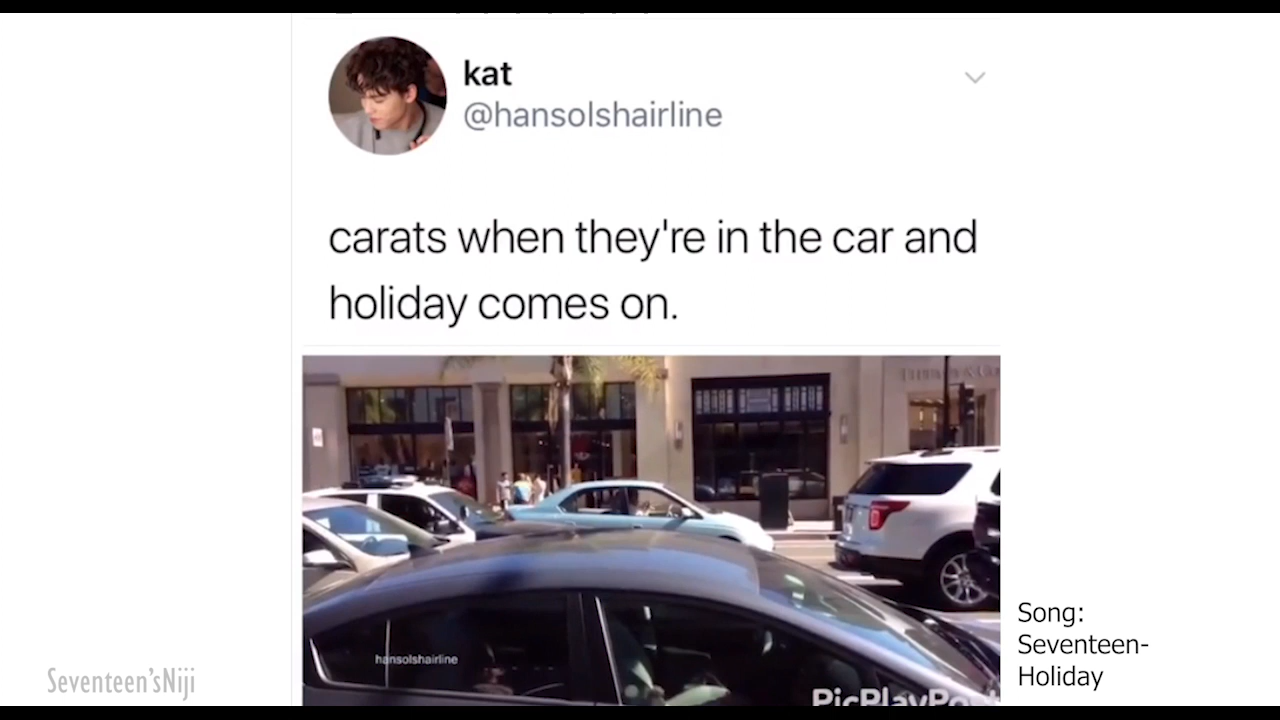 kat
@hansolshairline
carats when they're in the car and
holiday comes on.
hansolshairline
PicPlayPost
Song:
Seventeen-
Holiday
Seventeen'sNiji